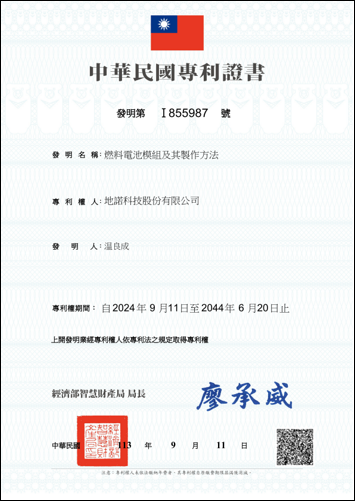 中華民國專利證書
發明第 I855987 號
發明名稱：燃料電池模組及其製作方法
專利權人：地諾科技股份有限公司
發明人：溫良成
專利權期間： 自2024年 9 月11日至 2044年 6 月20日止
上開發明業經專利權人依專利法之規定取得專利權
經濟部智慧財產局 局長 廖承威
中華民國 113 年 9 月 11 日
注意：專利權人未依法繳納年費者，其專利權自原繳費期限屆滿後消滅。